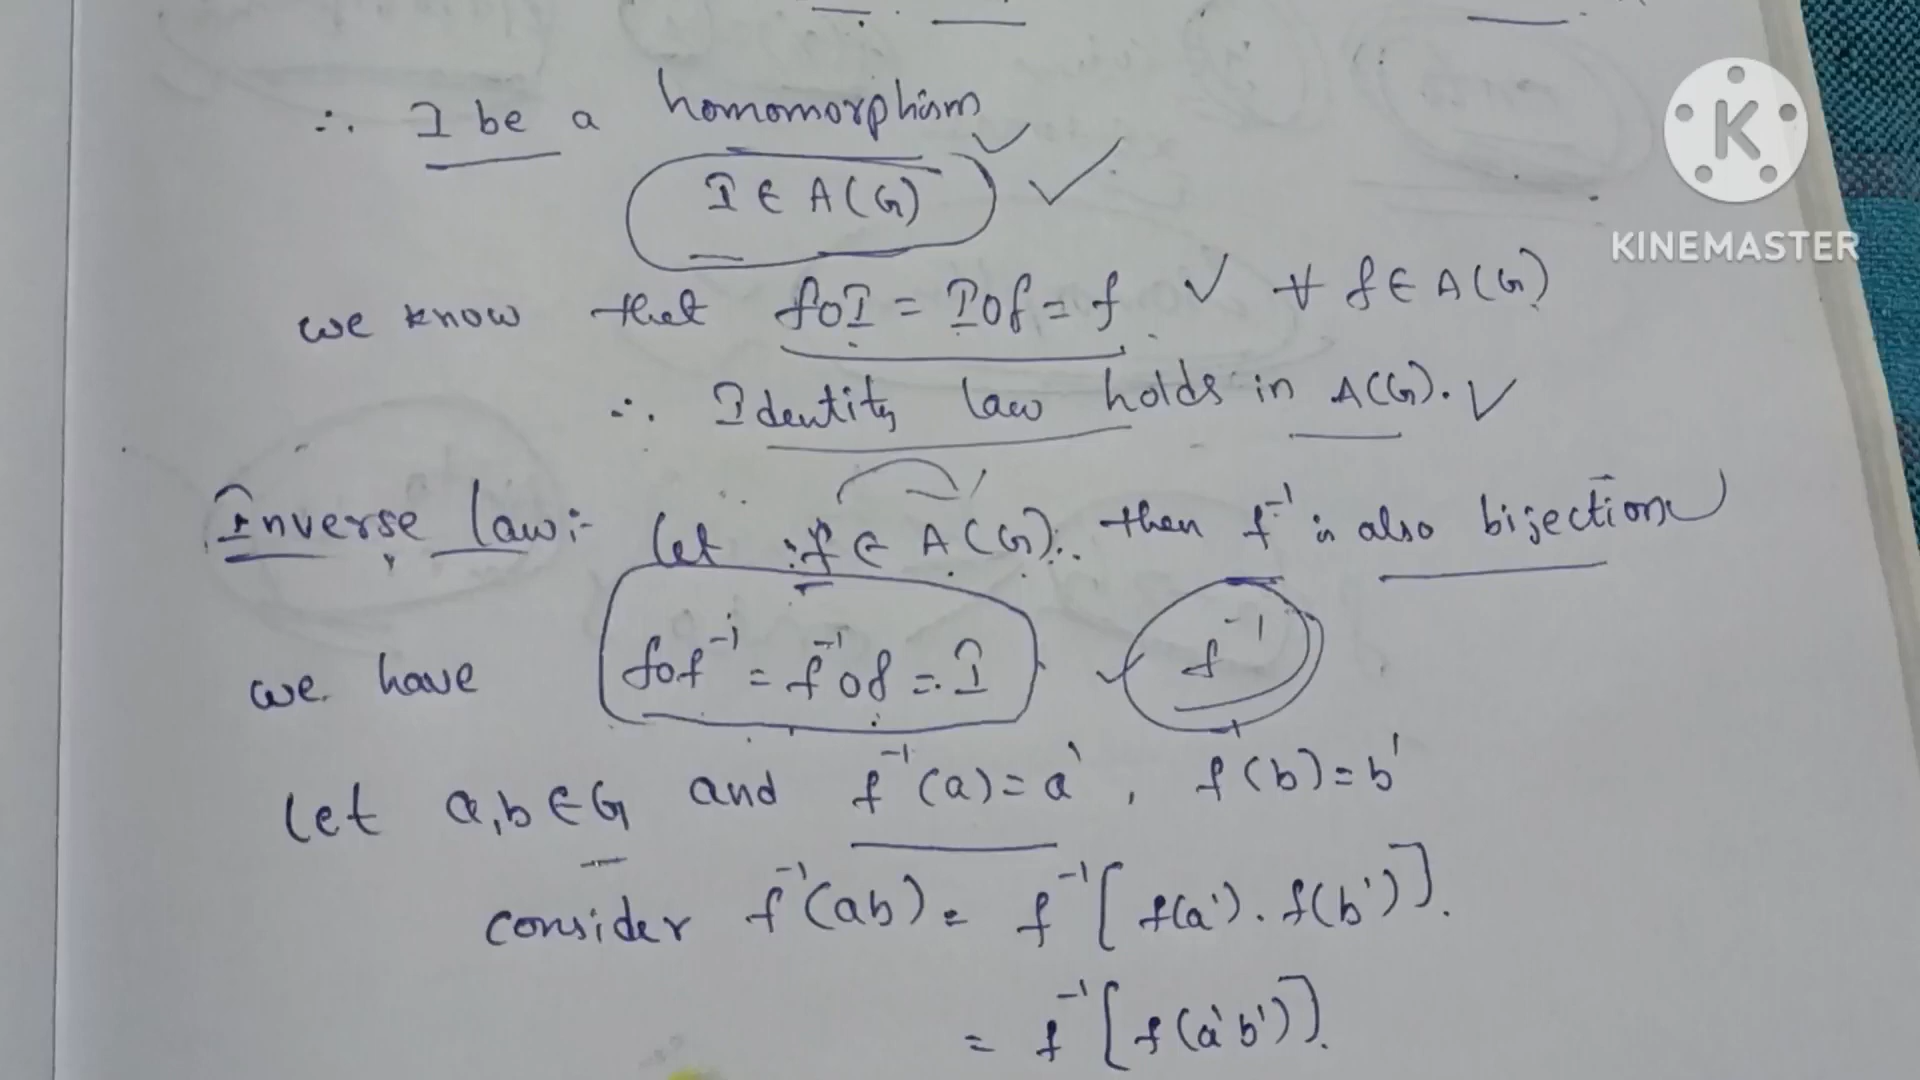 ∴ I be a homomorphism
I ∈ A(G)
we know that foI = Iof = f ∀ f ∈ A(G)
∴ Identity law holds in A(G).
Inverse law:- Let f ∈ A(G). then f⁻¹ is also bijection
we have fof⁻¹ = f⁻¹of = I f⁻¹
Let a,b ∈ G and f⁻¹(a) = a', f(b) = b'
consider f⁻¹(ab) = f⁻¹[f(a').f(b')].
= f⁻¹[f(a'b')].
K
KINEMASTER